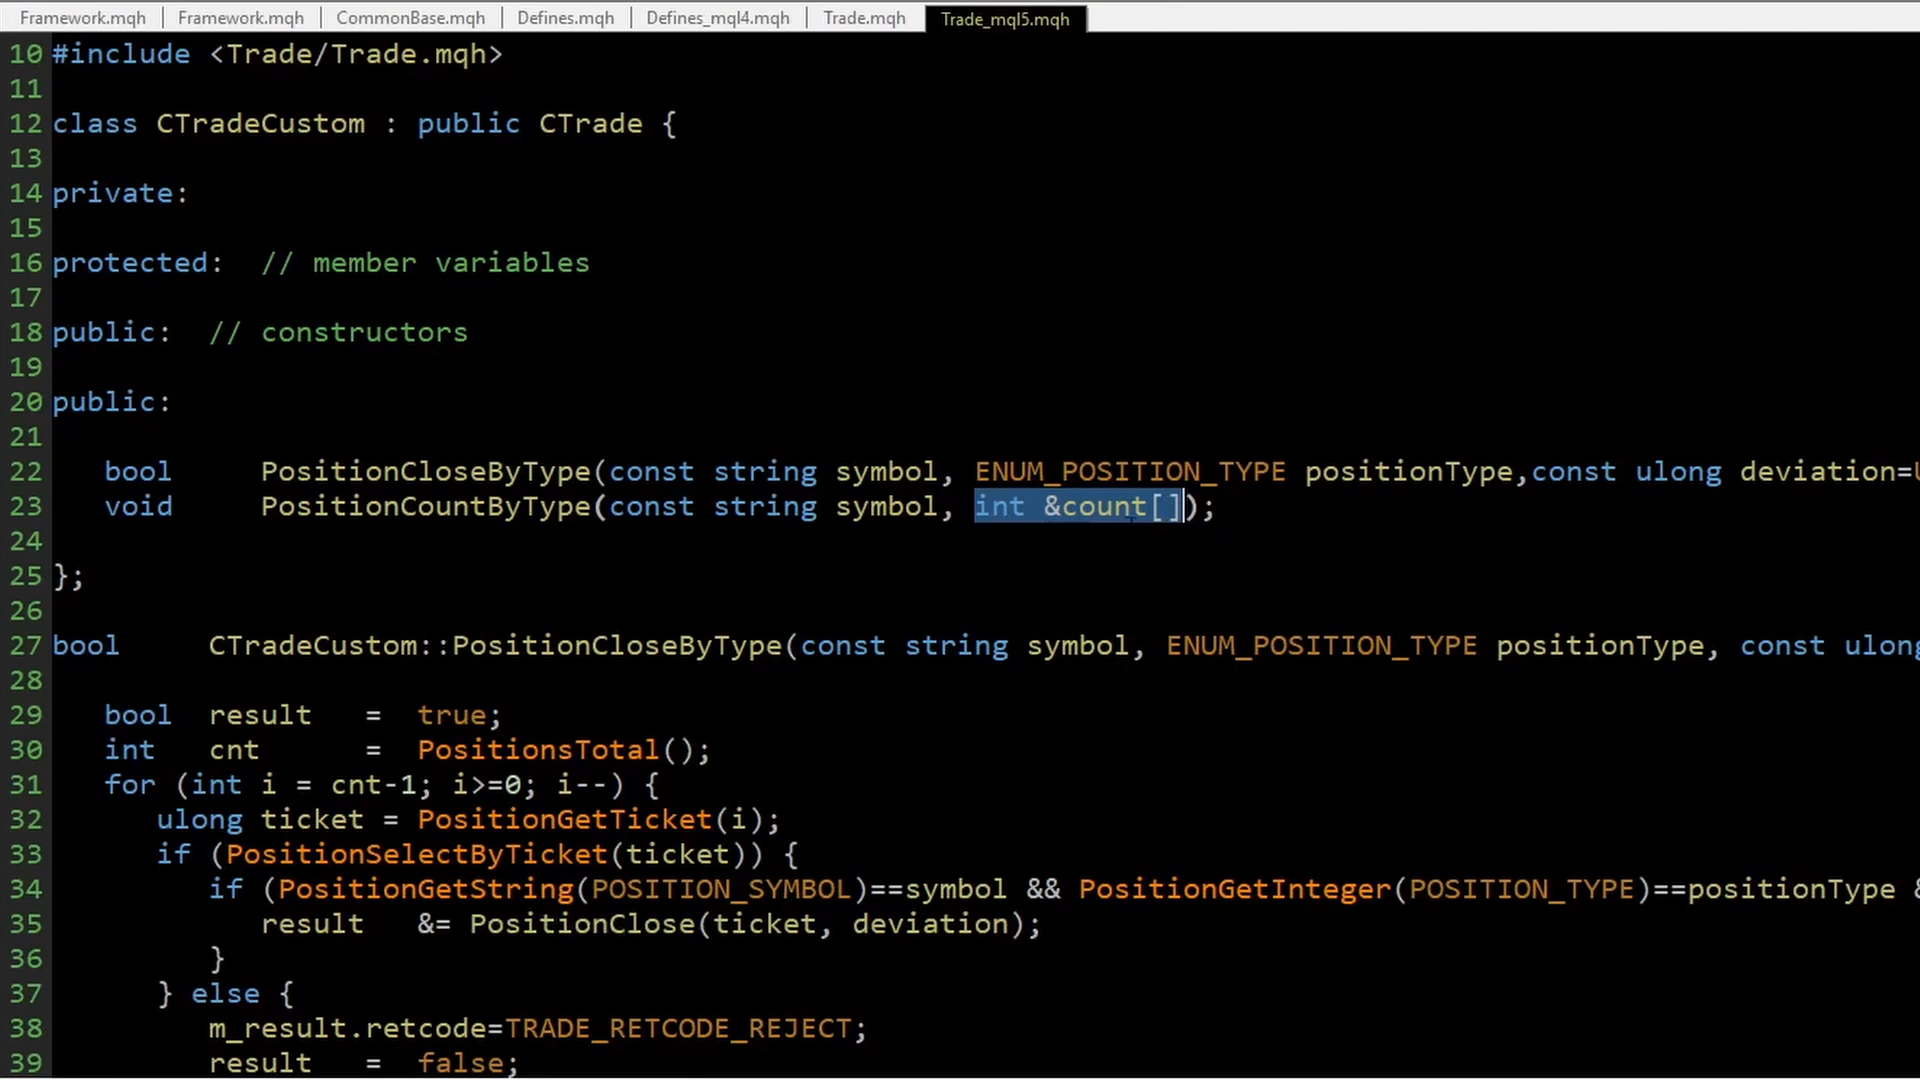 Framework.mqh Framework.mqh CommonBase.mqh Defines.mqh Defines_mql4.mqh Trade.mqh Trade_mql5.mqh
10 #include <Trade/Trade.mqh>
11
12 class CTradeCustom : public CTrade {
13
14 private:
15
16 protected:  // member variables
17
18 public:  // constructors
19
20 public:
21
22    bool     PositionCloseByType(const string symbol, ENUM_POSITION_TYPE positionType,const ulong deviation=U
23    void     PositionCountByType(const string symbol, int &count[]);
24
25 };
26
27 bool     CTradeCustom::PositionCloseByType(const string symbol, ENUM_POSITION_TYPE positionType, const ulong
28
29    bool  result   =  true;
30    int   cnt      =  PositionsTotal();
31    for (int i = cnt-1; i>=0; i--) {
32       ulong ticket = PositionGetTicket(i);
33       if (PositionSelectByTicket(ticket)) {
34          if (PositionGetString(POSITION_SYMBOL)==symbol && PositionGetInteger(POSITION_TYPE)==positionType &
35             result   &= PositionClose(ticket, deviation);
36          }
37       } else {
38          m_result.retcode=TRADE_RETCODE_REJECT;
39          result   =  false;